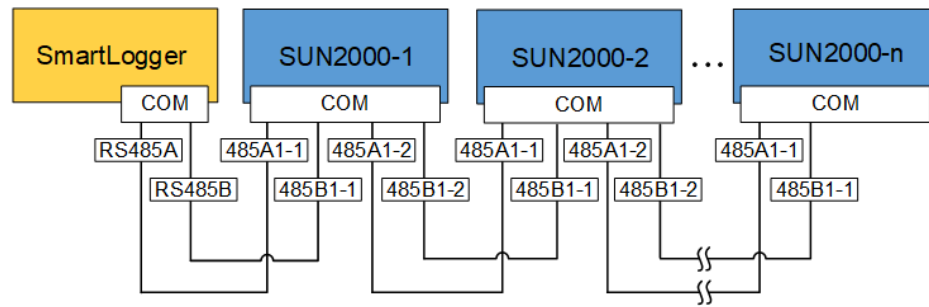 SmartLogger
SUN2000-1
SUN2000-2
...
SUN2000-n
COM
COM
COM
COM
RS485A
485A1-1
485A1-2
485A1-1
485A1-2
485A1-1
RS485B
485B1-1
485B1-2
485B1-1
485B1-2
485B1-1